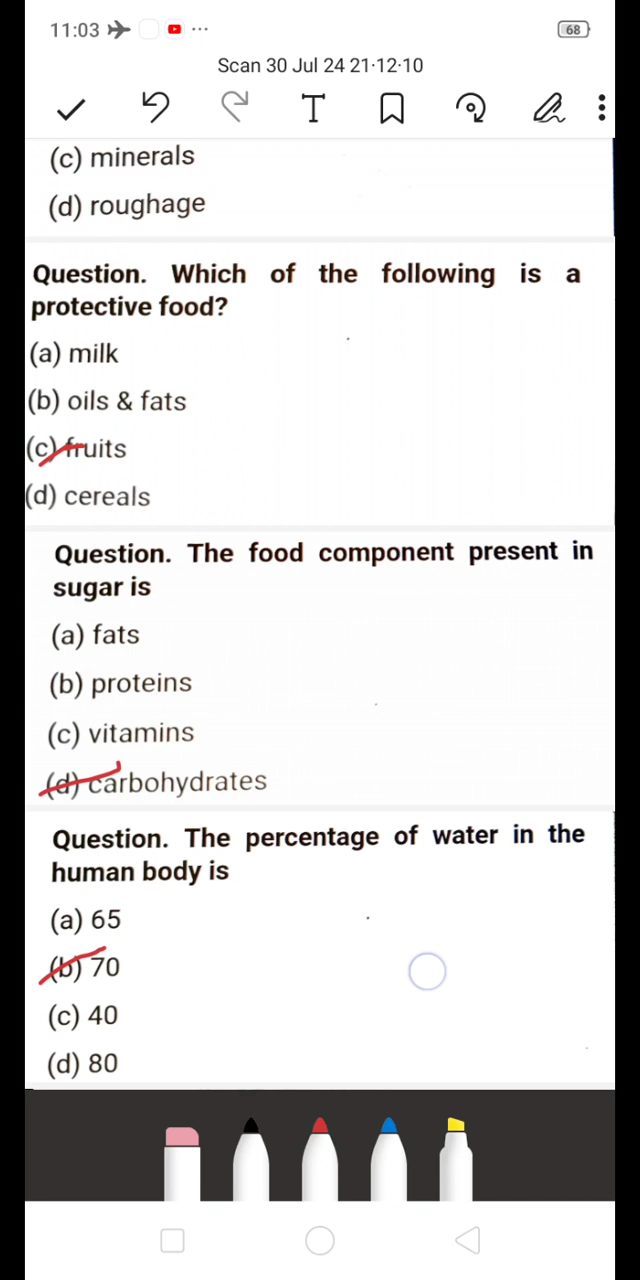 11:03
68
Scan 30 Jul 24 21·12·10
T
(c) minerals
(d) roughage
Question. Which of the following is a
protective food?
(a) milk
(b) oils & fats
(c) fruits
(d) cereals
Question. The food component present in
sugar is
(a) fats
(b) proteins
(c) vitamins
(d) carbohydrates
Question. The percentage of water in the
human body is
(a) 65
(b) 70
(c) 40
(d) 80